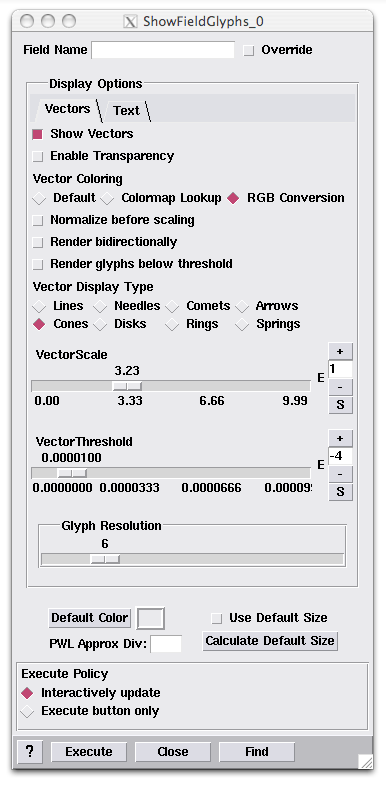 ShowFieldGlyphs_0
Field Name Override
Display Options
Vectors Text
Show Vectors
Enable Transparency
Vector Coloring
Default Colormap Lookup RGB Conversion
Normalize before scaling
Render bidirectionally
Render glyphs below threshold
Vector Display Type
Lines Needles Comets Arrows
Cones Disks Rings Springs
VectorScale +
3.23 E 1
-
0.00 3.33 6.66 9.99 S
VectorThreshold +
0.0000100 E -4
-
0.0000000 0.0000333 0.0000666 S
Glyph Resolution
6
Default Color Use Default Size
PWL Approx Div: Calculate Default Size
Execute Policy
Interactively update
Execute button only
? Execute Close Find